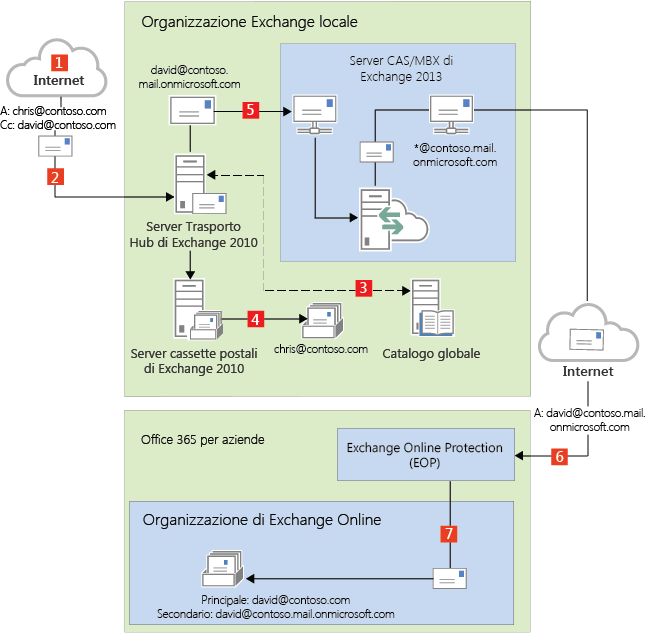 Organizzazione Exchange locale
1
Internet
A: chris@contoso.com
Cc: david@contoso.com
2
david@contoso.
mail.onmicrosoft.com
5
Server CAS/MBX di
Exchange 2013
*@contoso.mail.
onmicrosoft.com
Server Trasporto
Hub di Exchange 2010
3
4
Server cassette postali
di Exchange 2010
chris@contoso.com
Catalogo globale
Internet
A: david@contoso.mail.
onmicrosoft.com
6
Office 365 per aziende
Exchange Online Protection
(EOP)
7
Organizzazione di Exchange Online
Principale: david@contoso.com
Secondario: david@contoso.mail.onmicrosoft.com